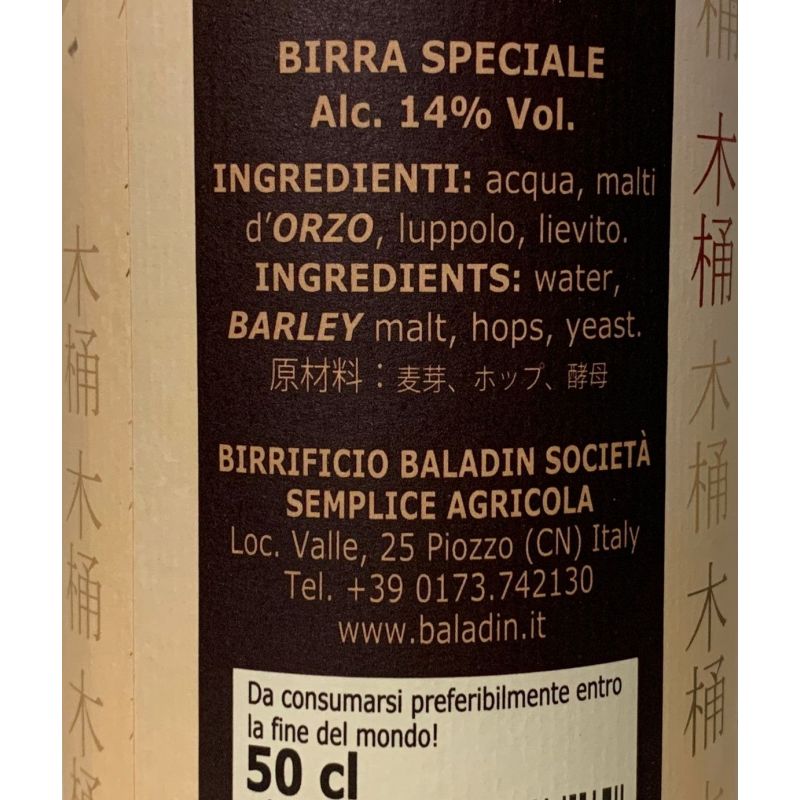 BIRRA SPECIALE
Alc. 14% Vol.
INGREDIENTI: acqua, malti
d'ORZO, luppolo, lievito.
INGREDIENTS: water,
BARLEY malt, hops, yeast.
原材料：麦芽、ホップ、酵母
BIRRIFICIO BALADIN SOCIETÀ
SEMPLICE AGRICOLA
Loc. Valle, 25 Piozzo (CN) Italy
Tel. +39 0173.742130
www.baladin.it
Da consumarsi preferibilmente entro
la fine del mondo!
50 cl
木桶
木桶
木
桶
木桶
木桶
木桶